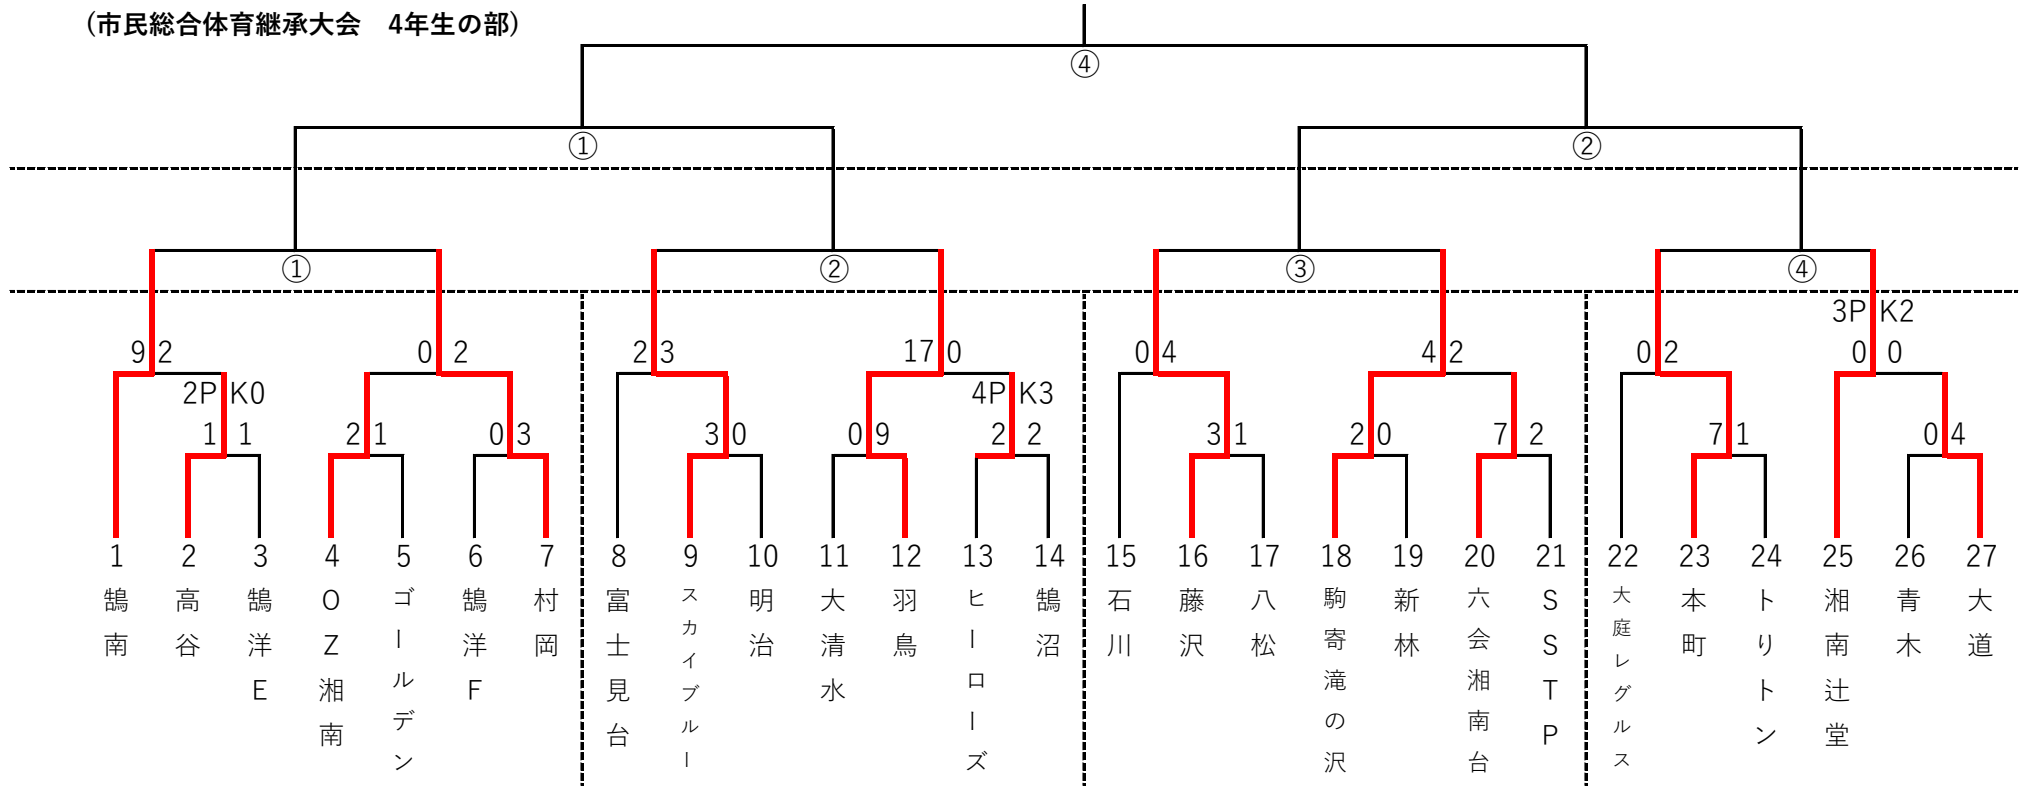 (市民総合体育継承大会　4年生の部)
④
① ②
① ② ③ ④
3P K2
9 2 0 2 2 3 17 0 0 4 4 2 0 2 0 0
2P K0 4P K3
1 1 2 1 0 3 3 0 0 9 2 2 3 1 2 0 7 2 7 1 0 4
1 2 3 4 5 6 7 8 9 10 11 12 13 14 15 16 17 18 19 20 21 22 23 24 25 26 27
鵠南
高谷
鵠洋E
OZ湘南
ゴールデン
鵠洋F
村岡
富士見台
スカイブルー
明治
大清水
羽鳥
ヒーローズ
鵠沼
石川
藤沢
八松
駒寄滝の沢
新林
六会湘南台
SSTP
大庭レグルス
本町
トりトン
湘南辻堂
青木
大道